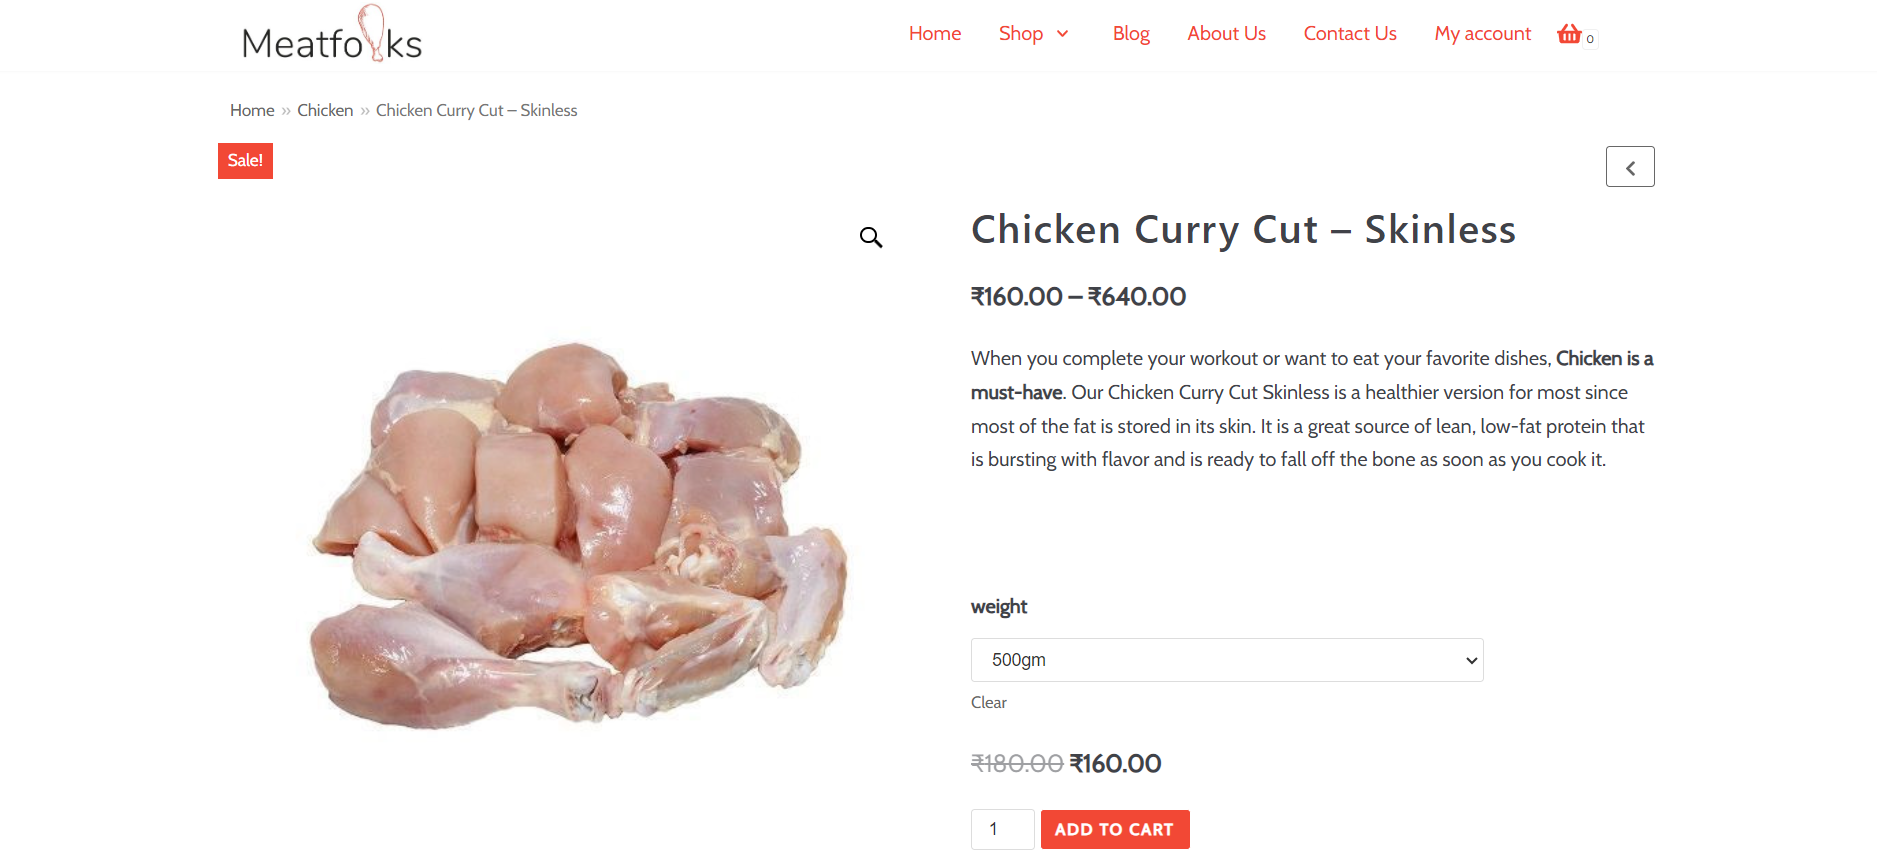 Meatfolks
Home Shop Blog About Us Contact Us My account 0
Home » Chicken » Chicken Curry Cut – Skinless
Sale!
Chicken Curry Cut – Skinless
₹160.00 – ₹640.00
When you complete your workout or want to eat your favorite dishes, Chicken is a
must-have. Our Chicken Curry Cut Skinless is a healthier version for most since
most of the fat is stored in its skin. It is a great source of lean, low-fat protein that
is bursting with flavor and is ready to fall off the bone as soon as you cook it.
weight
500gm
Clear
₹180.00 ₹160.00
1 ADD TO CART